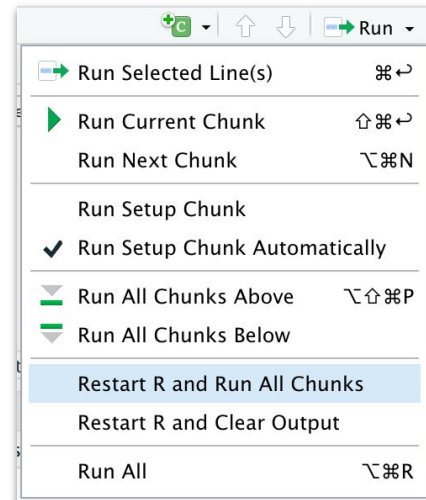 C Run
Run Selected Line(s) ⌘↩
Run Current Chunk ⇧⌘↩
Run Next Chunk ⌥⌘N
Run Setup Chunk
✔ Run Setup Chunk Automatically
Run All Chunks Above ⌥⇧⌘P
Run All Chunks Below
Restart R and Run All Chunks
Restart R and Clear Output
Run All ⌥⌘R